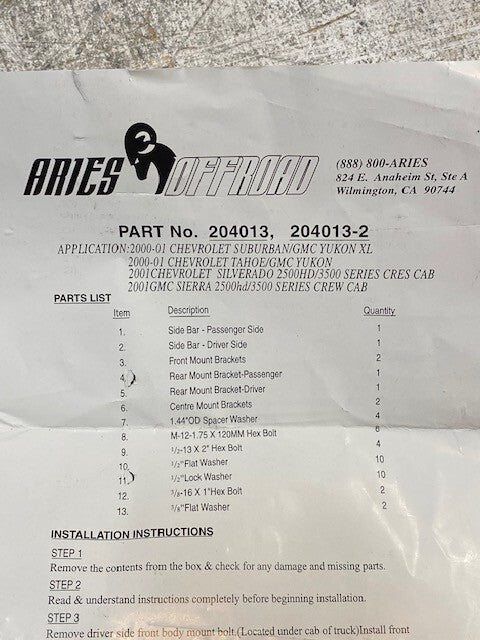 ARIES OFFROAD
(888) 800-ARIES
824 E. Anaheim St, Ste A
Wilmington, CA 90744
PART No. 204013, 204013-2
APPLICATION:2000-01 CHEVROLET SUBURBAN/GMC YUKON XL
2000-01 CHEVROLET TAHOE/GMC YUKON
2001CHEVROLET SILVERADO 2500HD/3500 SERIES CRES CAB
2001GMC SIERRA 2500hd/3500 SERIES CREW CAB
PARTS LIST
Item Description Quantity
1. Side Bar - Passenger Side 1
2. Side Bar - Driver Side 1
3. Front Mount Brackets 2
4. Rear Mount Bracket-Passenger 1
5. Rear Mount Bracket-Driver 1
6. Centre Mount Brackets 2
7. 1.44"OD Spacer Washer 4
8. M-12-1.75 X 120MM Hex Bolt 6
9. 1/2-13 X 2" Hex Bolt 4
10. 1/2"Flat Washer 10
11. 1/2"Lock Washer 10
12. 3/8-16 X 1"Hex Bolt 2
13. 3/8"Flat Washer 2
INSTALLATION INSTRUCTIONS
STEP 1
Remove the contents from the box & check for any damage and missing parts.
STEP 2
Read & understand instructions completely before beginning installation.
STEP 3
Remove driver side front body mount bolt.(Located under cab of truck)Install front